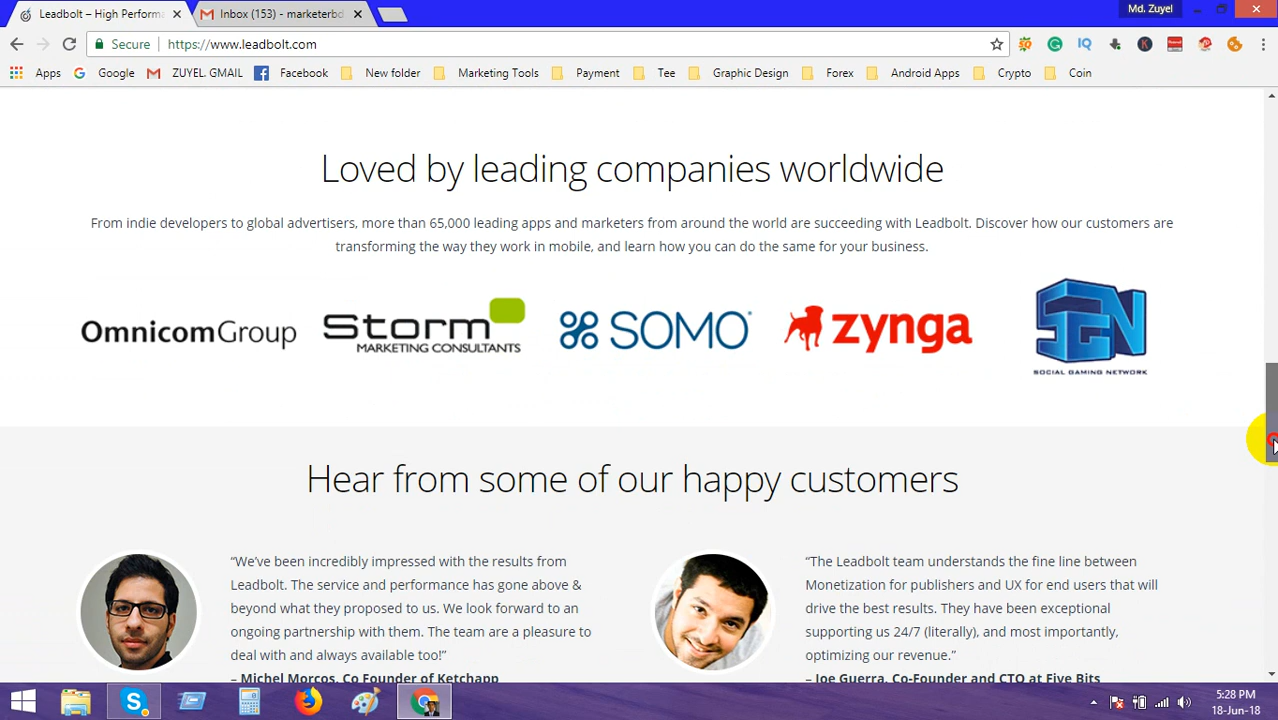 Leadbolt – High Performa
Inbox (153) - marketerbd
Md. Zuyel
Secure
https://www.leadbolt.com
Apps
Google
ZUYEL. GMAIL
Facebook
New folder
Marketing Tools
Payment
Tee
Graphic Design
Forex
Android Apps
Crypto
Coin
Loved by leading companies worldwide
From indie developers to global advertisers, more than 65,000 leading apps and marketers from around the world are succeeding with Leadbolt. Discover how our customers are
transforming the way they work in mobile, and learn how you can do the same for your business.
OmnicomGroup
Storm
MARKETING CONSULTANTS
SOMO
zynga
SGN
SOCIAL GAMING NETWORK
Hear from some of our happy customers
“We’ve been incredibly impressed with the results from
Leadbolt. The service and performance has gone above &
beyond what they proposed to us. We look forward to an
ongoing partnership with them. The team are a pleasure to
deal with and always available too!”
– Michel Morcos, Co Founder of Ketchapp
“The Leadbolt team understands the fine line between
Monetization for publishers and UX for end users that will
drive the best results. They have been exceptional
supporting us 24/7 (literally), and most importantly,
optimizing our revenue.”
– Joe Guerra, Co-Founder and CTO at Five Bits
5:28 PM
18-Jun-18